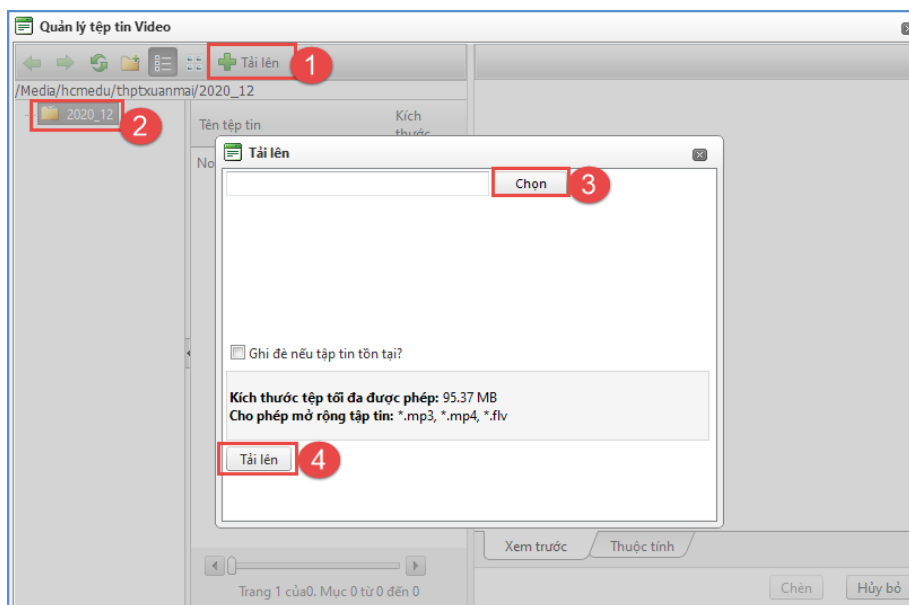 Quản lý tệp tin Video
Tải lên
1
/Media/hcmedu/thptxuanmai/2020_12
2020_12
2
Tên tệp tin
Kích
thước
No
Tải lên
Chọn
3
Ghi đè nếu tập tin tồn tại?
Kích thước tệp tối đa được phép: 95.37 MB
Cho phép mở rộng tập tin: *.mp3, *.mp4, *.flv
Tải lên
4
Xem trước
Thuộc tính
Trang 1 của0. Mục 0 từ 0 đến 0
Chèn
Hủy bỏ